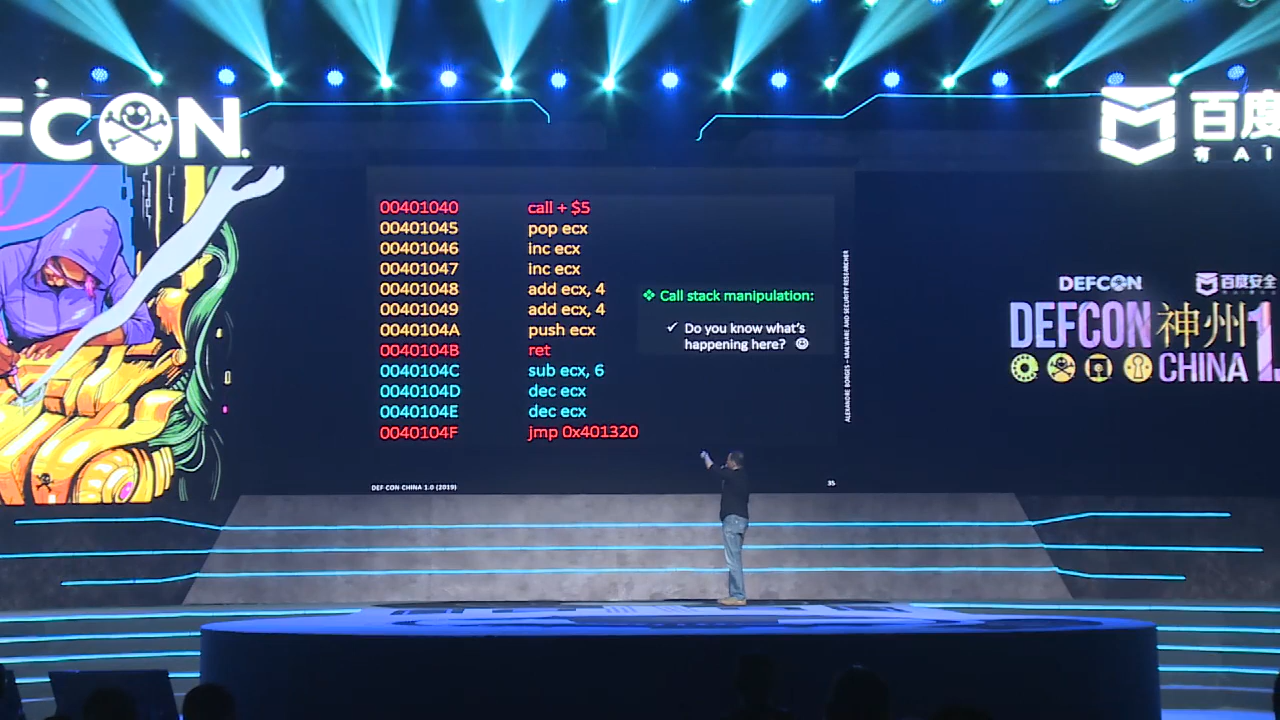 FCON.
百度
有 A I
00401040 call + $5
00401045 pop ecx
00401046 inc ecx
00401047 inc ecx
00401048 add ecx, 4
00401049 add ecx, 4
0040104A push ecx
0040104B ret
0040104C sub ecx, 6
0040104D dec ecx
0040104E dec ecx
0040104F jmp 0x401320
❖ Call stack manipulation:
✓ Do you know what's
happening here? ☺
ALEXANDRE BORGES – MALWARE AND SECURITY RESEARCHER
DEF CON CHINA 1.0 (2019)
35
DEFCON 百度安全
DEFCON 神州 1.
CHINA